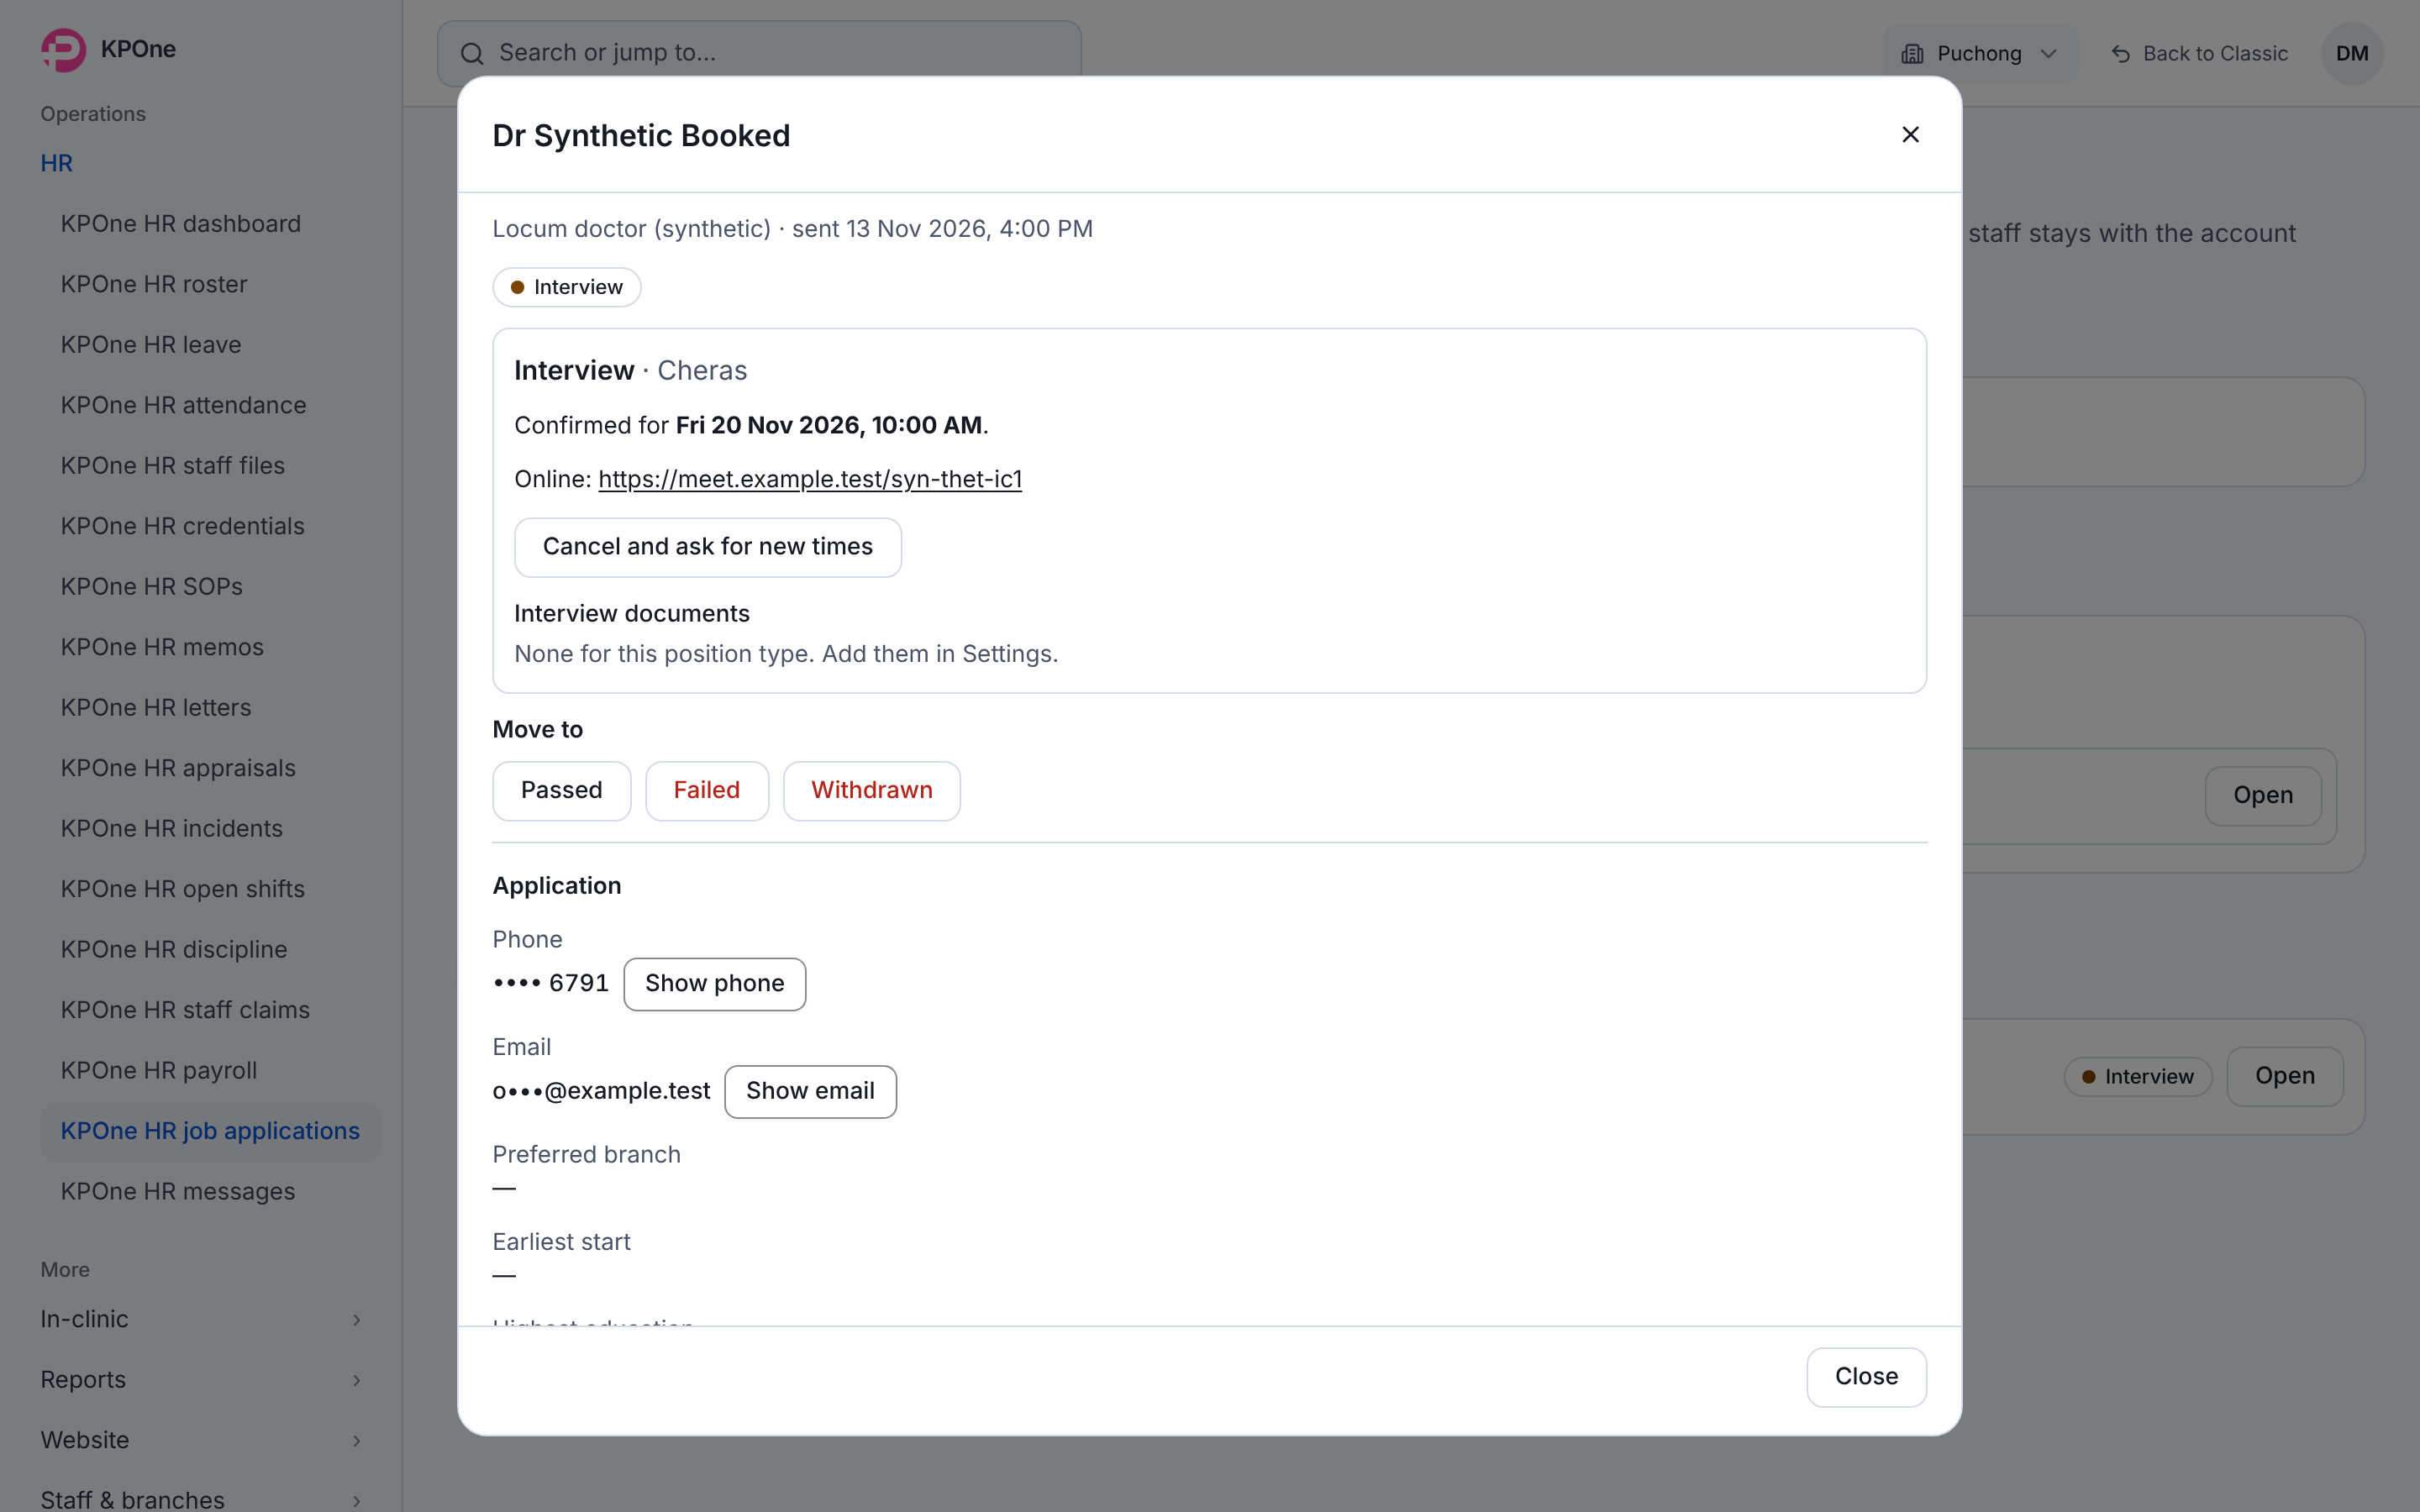 KPOne
Search or jump to...
Puchong
Back to Classic
DM
Operations
HR
KPOne HR dashboard
KPOne HR roster
KPOne HR leave
KPOne HR attendance
KPOne HR staff files
KPOne HR credentials
KPOne HR SOPs
KPOne HR memos
KPOne HR letters
KPOne HR appraisals
KPOne HR incidents
KPOne HR open shifts
KPOne HR discipline
KPOne HR staff claims
KPOne HR payroll
KPOne HR job applications
KPOne HR messages
More
In-clinic
Reports
Website
Staff & branches
Dr Synthetic Booked
Locum doctor (synthetic) · sent 13 Nov 2026, 4:00 PM
Interview
Interview · Cheras
Confirmed for Fri 20 Nov 2026, 10:00 AM.
Online: https://meet.example.test/syn-thet-ic1
Cancel and ask for new times
Interview documents
None for this position type. Add them in Settings.
Move to
Passed
Failed
Withdrawn
Application
Phone
•••• 6791
Show phone
Email
o•••@example.test
Show email
Preferred branch
—
Earliest start
—
Close
staff stays with the account
Open
Interview
Open